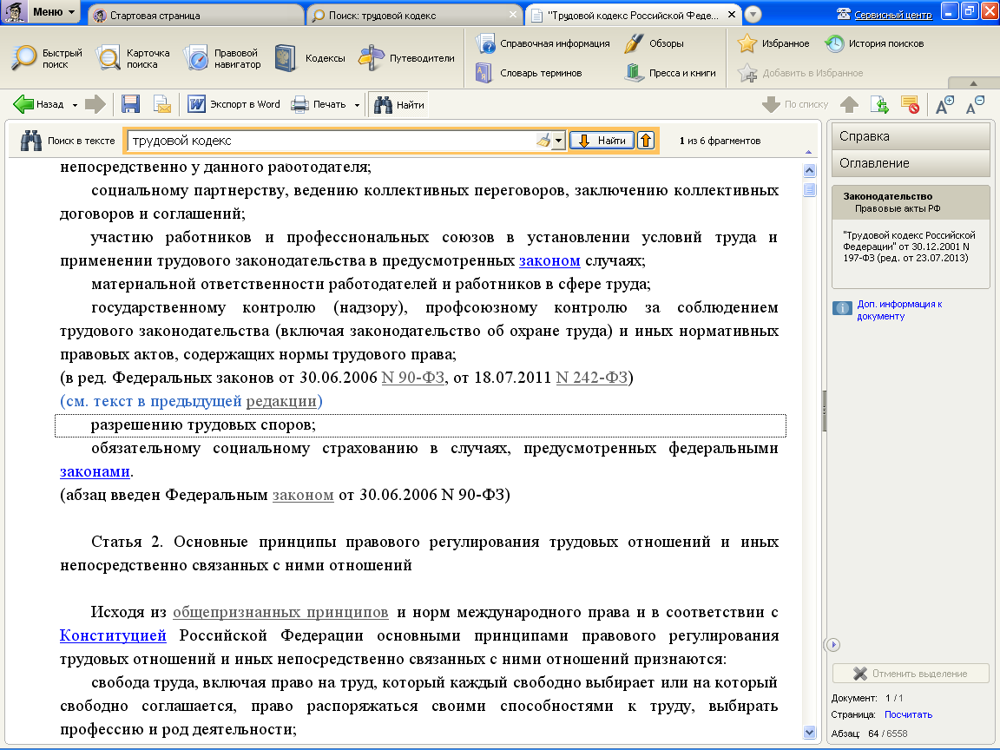 Меню
Стартовая страница
Поиск: трудовой кодекс
"Трудовой кодекс Российской Феде...
Сервисный центр
Быстрый поиск
Карточка поиска
Правовой навигатор
Кодексы
Путеводители
Справочная информация
Словарь терминов
Обзоры
Пресса и книги
Избранное
История поисков
Добавить в Избранное
Назад
Экспорт в Word
Печать
Найти
По списку
Поиск в тексте
трудовой кодекс
Найти
1 из 6 фрагментов
непосредственно у данного работодателя;
социальному партнерству, ведению коллективных переговоров, заключению коллективных
договоров и соглашений;
участию работников и профессиональных союзов в установлении условий труда и
применении трудового законодательства в предусмотренных законом случаях;
материальной ответственности работодателей и работников в сфере труда;
государственному контролю (надзору), профсоюзному контролю за соблюдением
трудового законодательства (включая законодательство об охране труда) и иных нормативных
правовых актов, содержащих нормы трудового права;
(в ред. Федеральных законов от 30.06.2006 N 90-ФЗ, от 18.07.2011 N 242-ФЗ)
(см. текст в предыдущей редакции)
разрешению трудовых споров;
обязательному социальному страхованию в случаях, предусмотренных федеральными
законами.
(абзац введен Федеральным законом от 30.06.2006 N 90-ФЗ)
Статья 2. Основные принципы правового регулирования трудовых отношений и иных
непосредственно связанных с ними отношений
Исходя из общепризнанных принципов и норм международного права и в соответствии с
Конституцией Российской Федерации основными принципами правового регулирования
трудовых отношений и иных непосредственно связанных с ними отношений признаются:
свобода труда, включая право на труд, который каждый свободно выбирает или на который
свободно соглашается, право распоряжаться своими способностями к труду, выбирать
профессию и род деятельности;
Справка
Оглавление
Законодательство
Правовые акты РФ
"Трудовой кодекс Российской
Федерации" от 30.12.2001 N
197-ФЗ (ред. от 23.07.2013)
Доп. информация к
документу
Отменить выделение
Документ: 1 / 1
Страница: Посчитать
Абзац: 64 / 6558